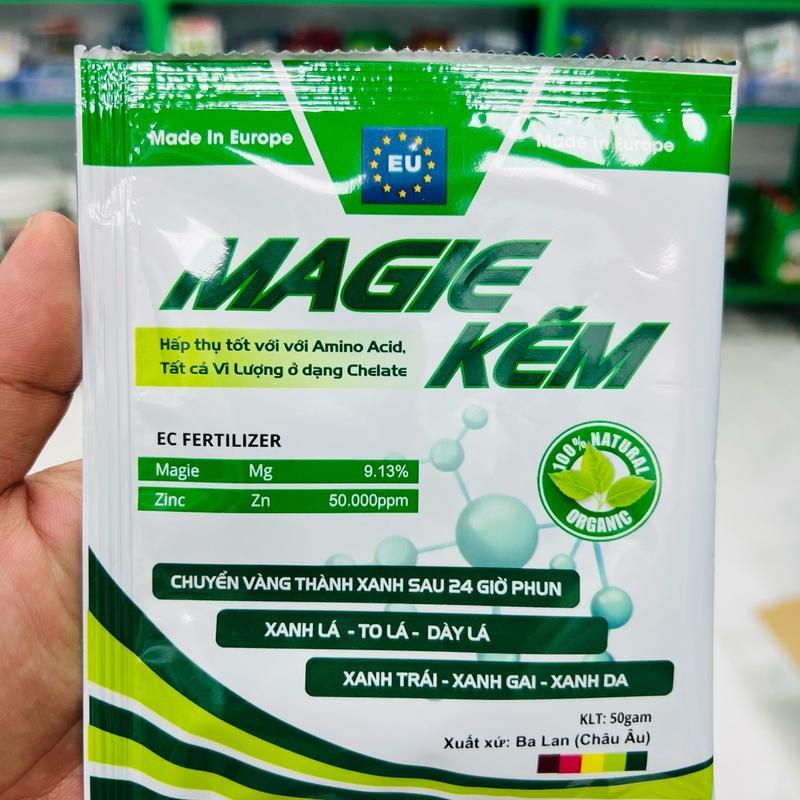 Made In Europe
EU
Made In Europe
MAGIE
KẼM
Hấp thụ tốt với với Amino Acid,
Tất cả Vi Lượng ở dạng Chelate
EC FERTILIZER
Magie Mg 9.13%
Zinc Zn 50.000ppm
100% NATURAL
ORGANIC
CHUYỂN VÀNG THÀNH XANH SAU 24 GIỜ PHUN
XANH LÁ - TO LÁ - DÀY LÁ
XANH TRÁI - XANH GAI - XANH DA
KLT: 50gam
Xuất xứ: Ba Lan (Châu Âu)